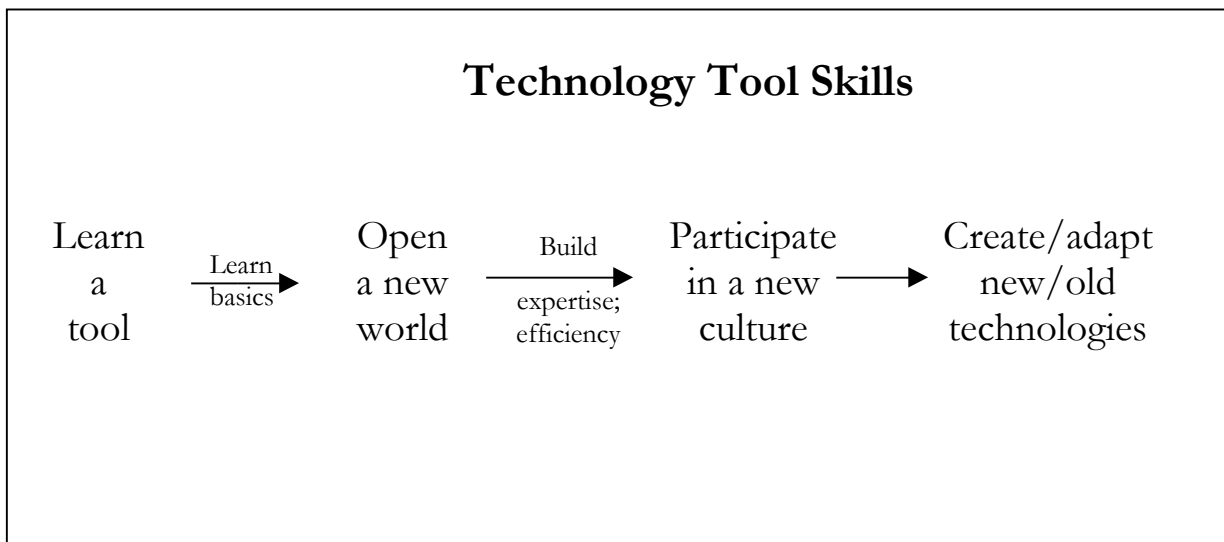 Technology Tool Skills
Learn
a
tool
Learn
basics
Open
a new
world
Build
expertise;
efficiency
Participate
in a new
culture
Create/adapt
new/old
technologies